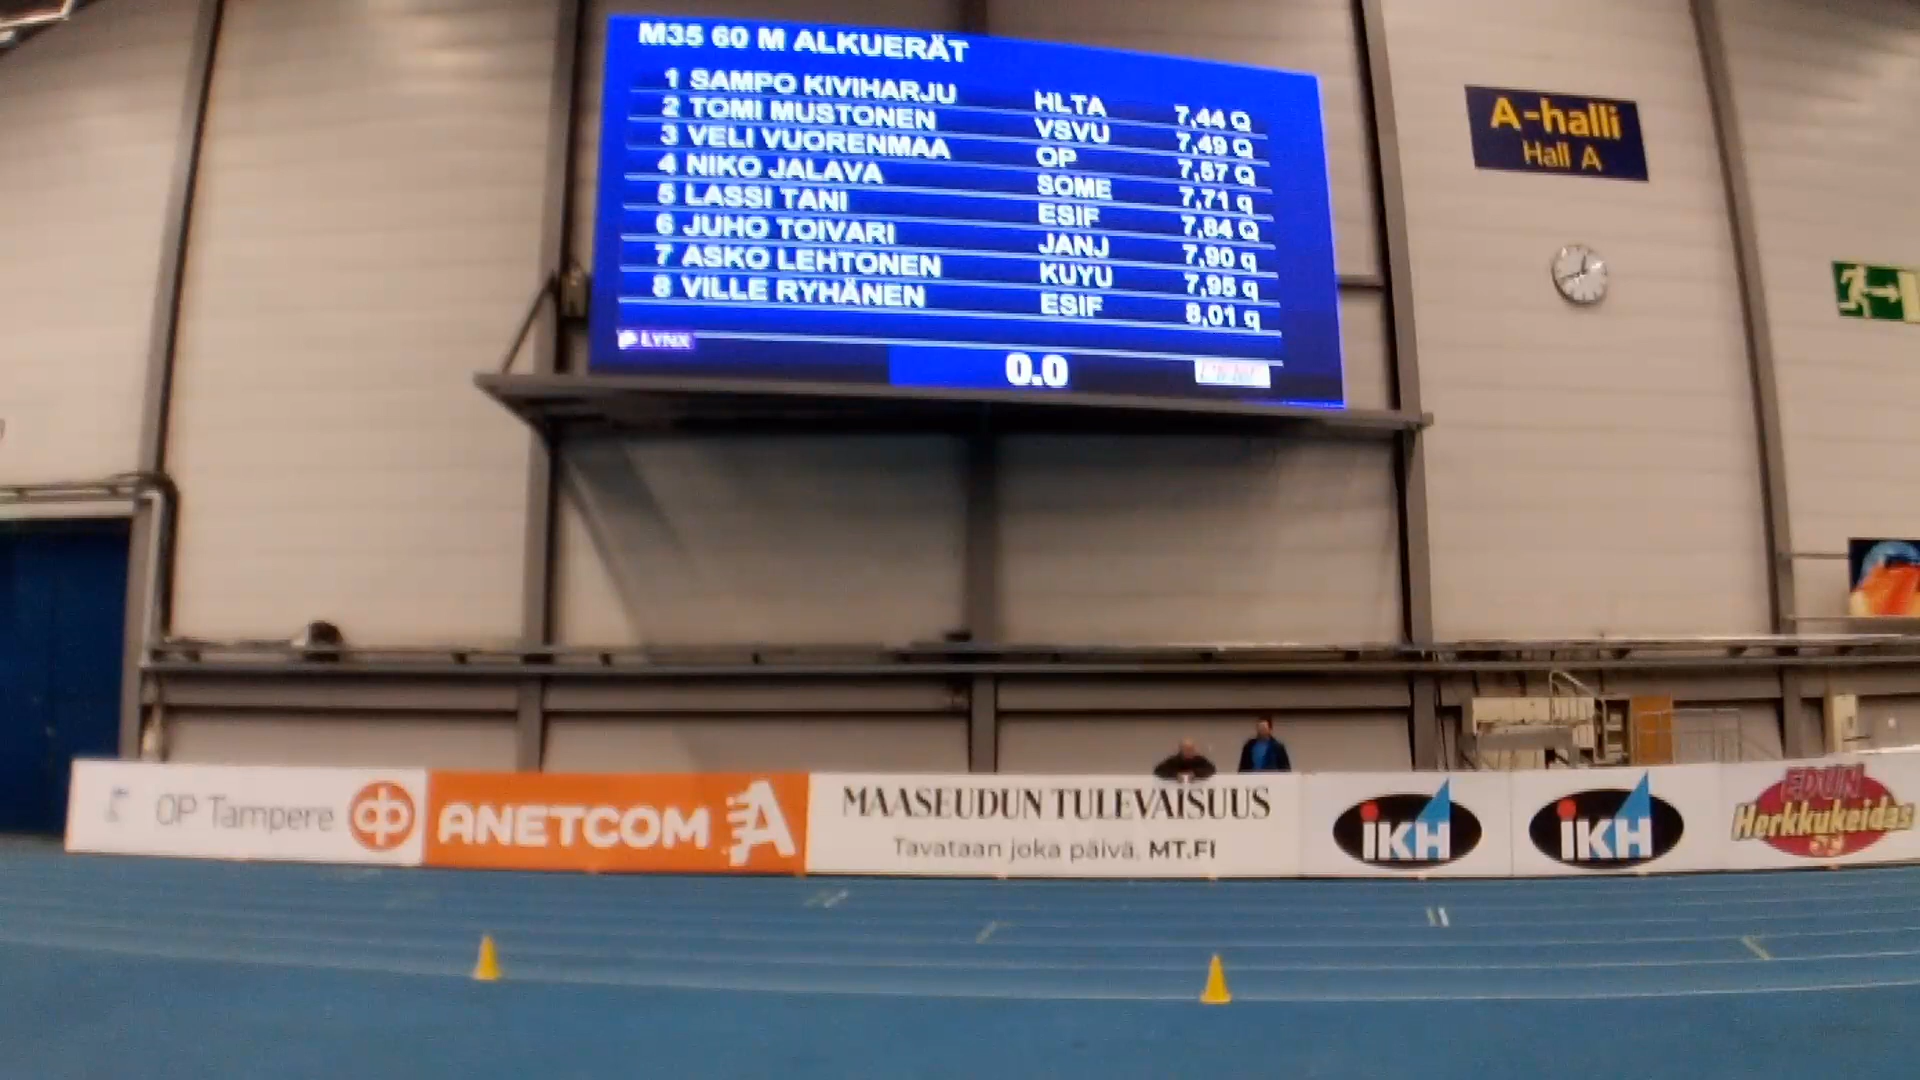 M35 60 M ALKUERÄT
1 SAMPO KIVIHARJU HLTA 7,44 Q
2 TOMI MUSTONEN VSVU 7,49 Q
3 VELI VUORENMAA OP 7,57 Q
4 NIKO JALAVA SOME 7,71 q
5 LASSI TANI ESIF 7,84 Q
6 JUHO TOIVARI JANJ 7,90 q
7 ASKO LEHTONEN KUYU 7,95 q
8 VILLE RYHÄNEN ESIF 8,01 q
LYNX
0.0
A-halli
Hall A
OP Tampere
ANETCOM
MAASEUDUN TULEVAISUUS
Tavataan joka päivä. MT.FI
IKH
IKH
EDUN
Herkkukeidas